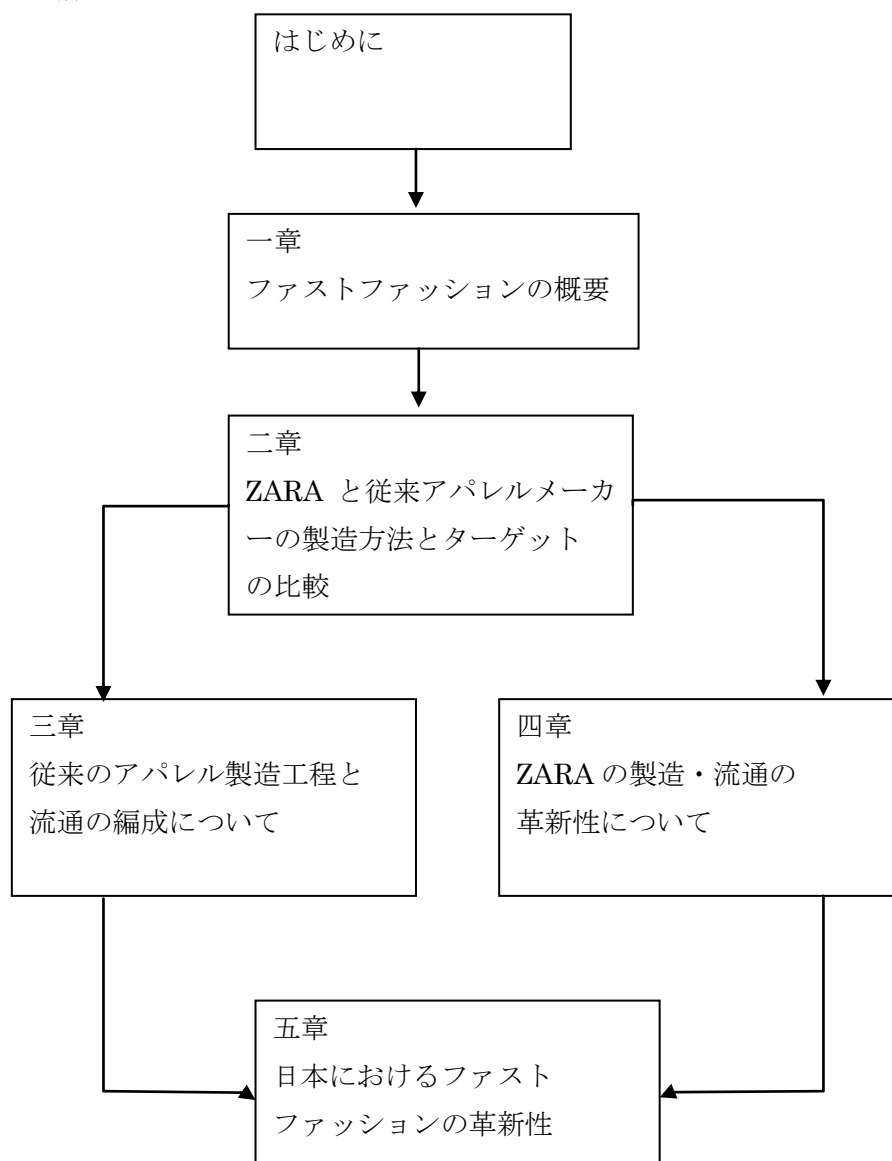 はじめに
一章
ファストファッションの概要
二章
ZARA と従来アパレルメーカ
ーの製造方法とターゲット
の比較
三章
従来のアパレル製造工程と
流通の編成について
四章
ZARA の製造・流通の
革新性について
五章
日本におけるファスト
ファッションの革新性